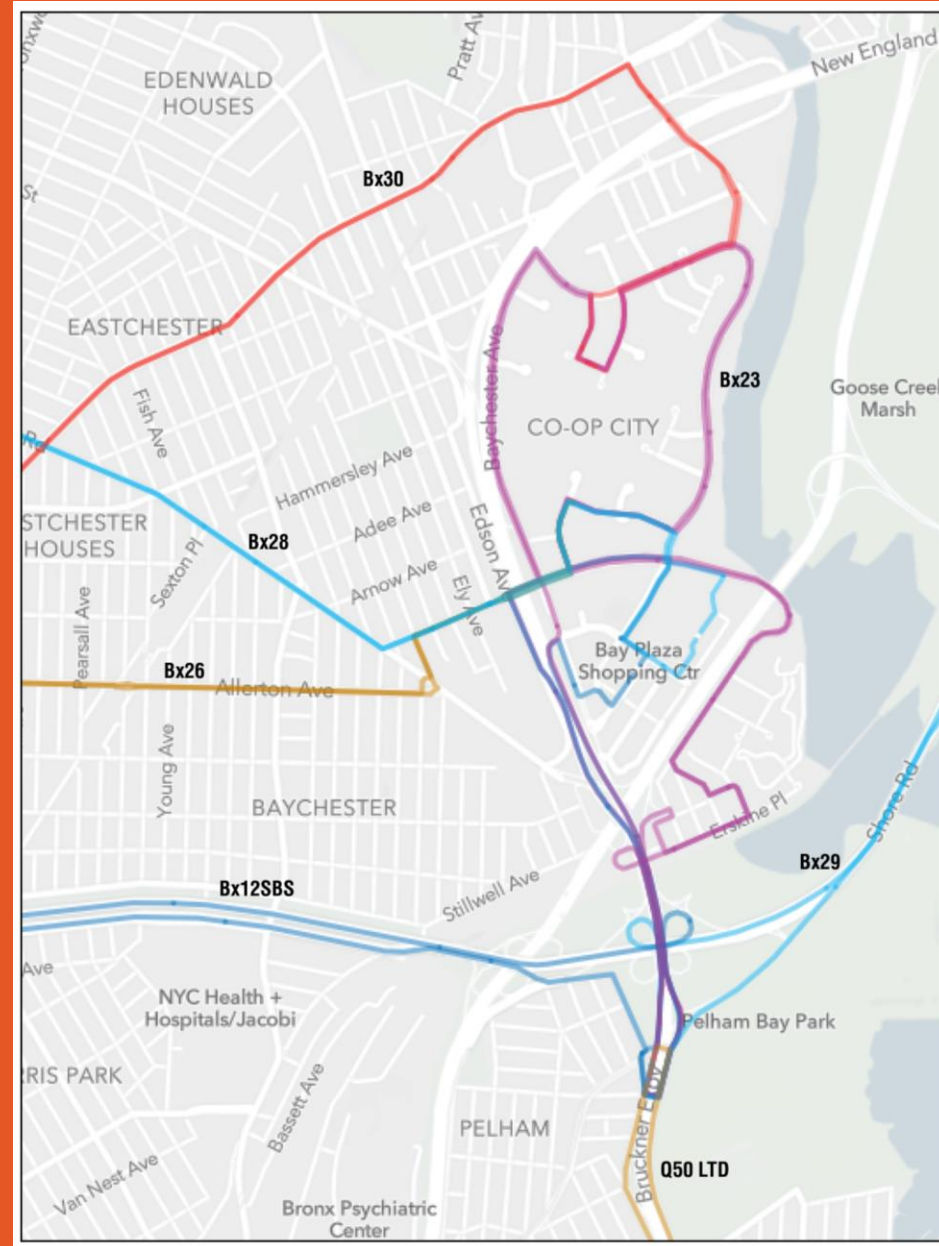 Pratt Av
New England
EDENWALD
HOUSES
Bx30
St
EASTCHESTER
Baychester Ave
Bx23
Goose Creek
Marsh
Fish Ave
CO-OP CITY
Rd
Hammersley Ave
STCHESTER
HOUSES
Adee Ave
Edson Av
Sexton Pl
Bx28
Arnow Ave
Ely Ave
Pearsall Ave
Bay Plaza
Shopping Ctr
Bx26
Allerton Ave
Young Ave
BAYCHESTER
Erskine Pl
Shore Rd
Bx29
Bx12SBS
Stillwell Ave
Ave
NYC Health +
Hospitals/Jacobi
Pelham Bay Park
RRIS PARK
Bassett Ave
PELHAM
Bruckner Expy
Q50 LTD
Van Nest Ave
Bronx Psychiatric
Center